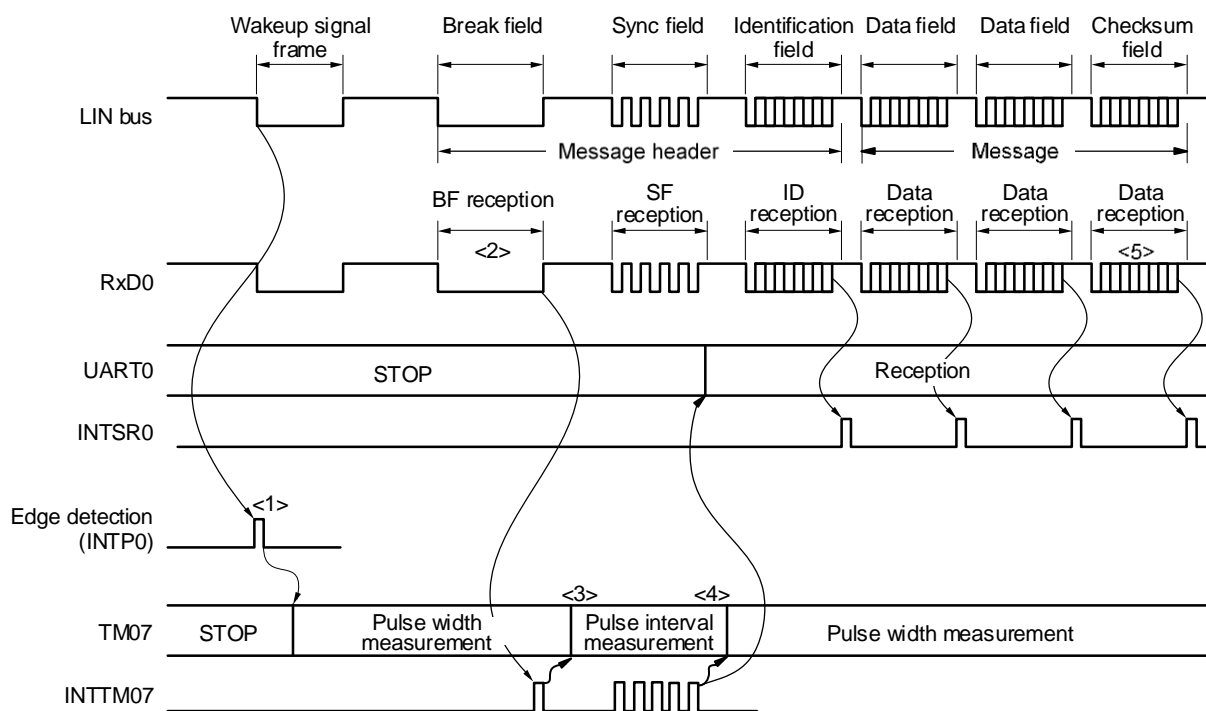 Wakeup signal
frame
Break field
Sync field
Identification
field
Data field
Data field
Checksum
field
LIN bus
Message header
Message
BF reception
SF
reception
ID
reception
Data
reception
Data
reception
Data
reception
<2>
<5>
RxD0
UART0
STOP
Reception
INTSR0
<1>
Edge detection
(INTP0)
<3>
<4>
TM07
STOP
Pulse width
measurement
Pulse interval
measurement
Pulse width measurement
INTTM07